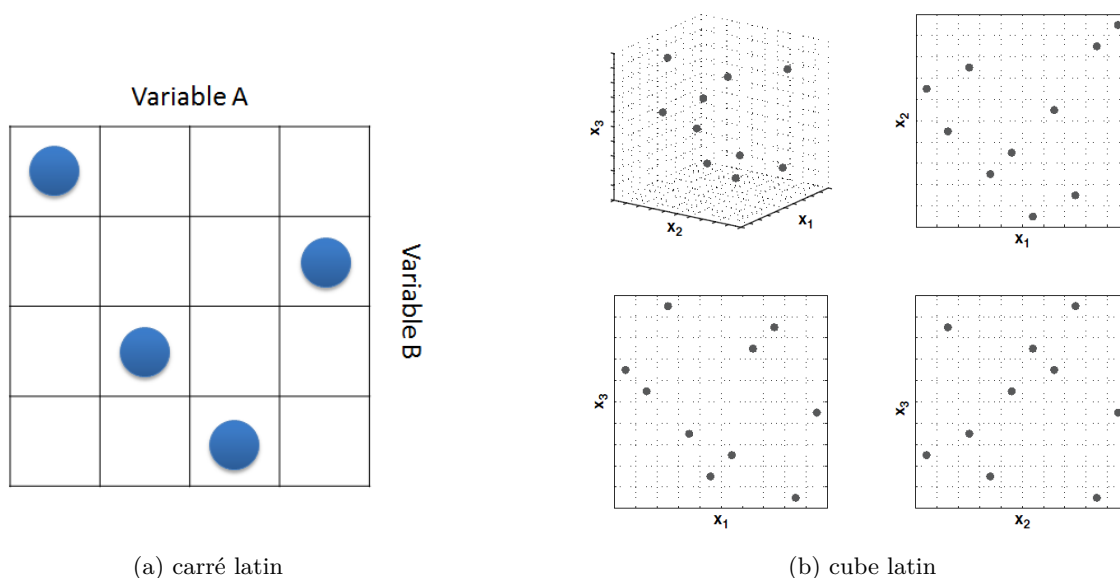 Variable A
Variable B
x3
x2
x1
x2
x1
x3
x1
x3
x2
(a) carré latin
(b) cube latin